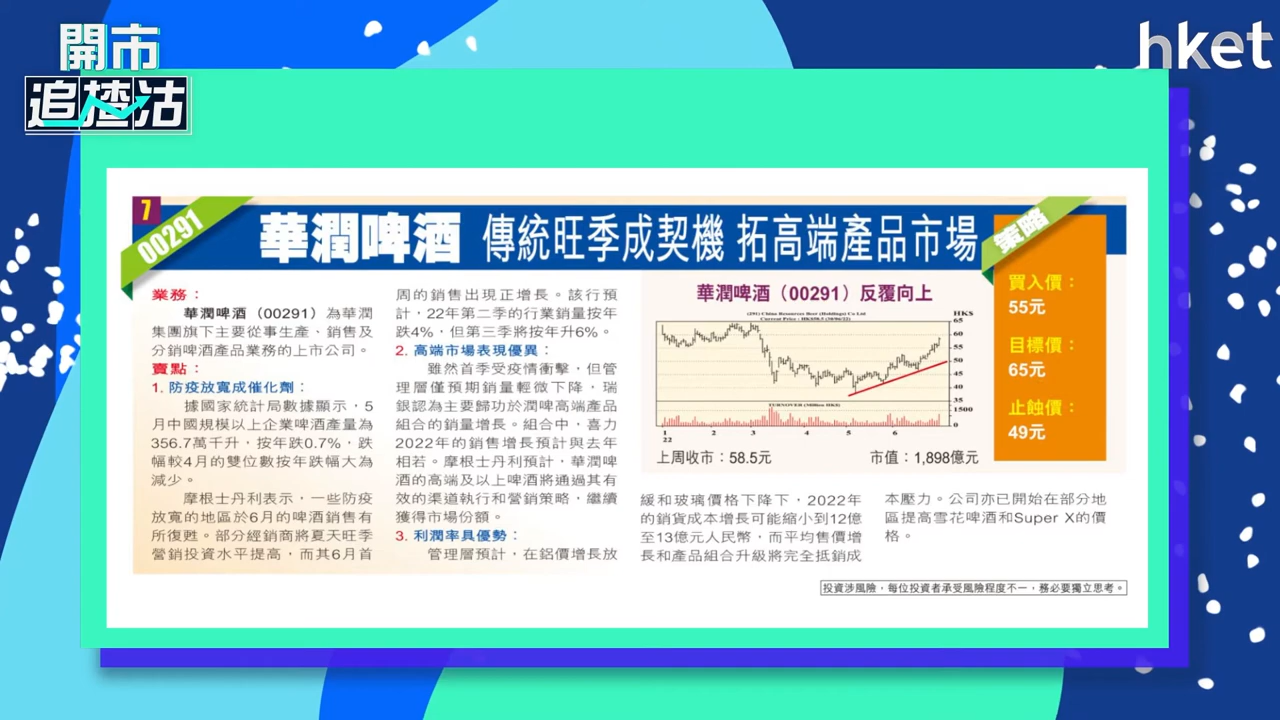 開市
追揸沽
hket
7
00291
華潤啤酒 傳統旺季成契機 拓高端產品市場
策略
業務：
華潤啤酒（00291）為華潤
集團旗下主要從事生產、銷售及
分銷啤酒產品業務的上市公司。
賣點：
1. 防疫放寬成催化劑：
據國家統計局數據顯示，5
月中國規模以上企業啤酒產量為
356.7萬千升，按年跌0.7%，跌
幅較4月的雙位數按年跌幅大為
減少。
摩根士丹利表示，一些防疫
放寬的地區於6月的啤酒銷售有
所復甦。部分經銷商將夏天旺季
營銷投資水平提高，而其6月首
周的銷售出現正增長。該行預
計，22年第二季的行業銷量按年
跌4%，但第三季將按年升6%。
2. 高端市場表現優異：
雖然首季受疫情衝擊，但管
理層僅預期銷量輕微下降，瑞
銀認為主要歸功於潤啤高端產品
組合的銷量增長。組合中，喜力
2022年的銷售增長預計與去年
相若。摩根士丹利預計，華潤啤
酒的高端及以上啤酒將通過其有
效的渠道執行和營銷策略，繼續
獲得市場份額。
3. 利潤率具優勢：
管理層預計，在鋁價增長放
華潤啤酒（00291）反覆向上
(291) China Resources Beer (Holdings) Co Ltd
Current Price : HK$58.5 (30/06/22)
HK$
65
60
55
50
45
40
35
TURNOVER (Million HK$)
1500
0
1 2 3 4 5 6
22
上周收市：58.5元 市值：1,898億元
緩和玻璃價格下降下，2022年
的銷貨成本增長可能縮小到12億
至13億元人民幣，而平均售價增
長和產品組合升級將完全抵銷成
本壓力。公司亦已開始在部分地
區提高雪花啤酒和Super X的價
格。
買入價：
55元
目標價：
65元
止蝕價：
49元
投資涉風險，每位投資者承受風險程度不一，務必要獨立思考。